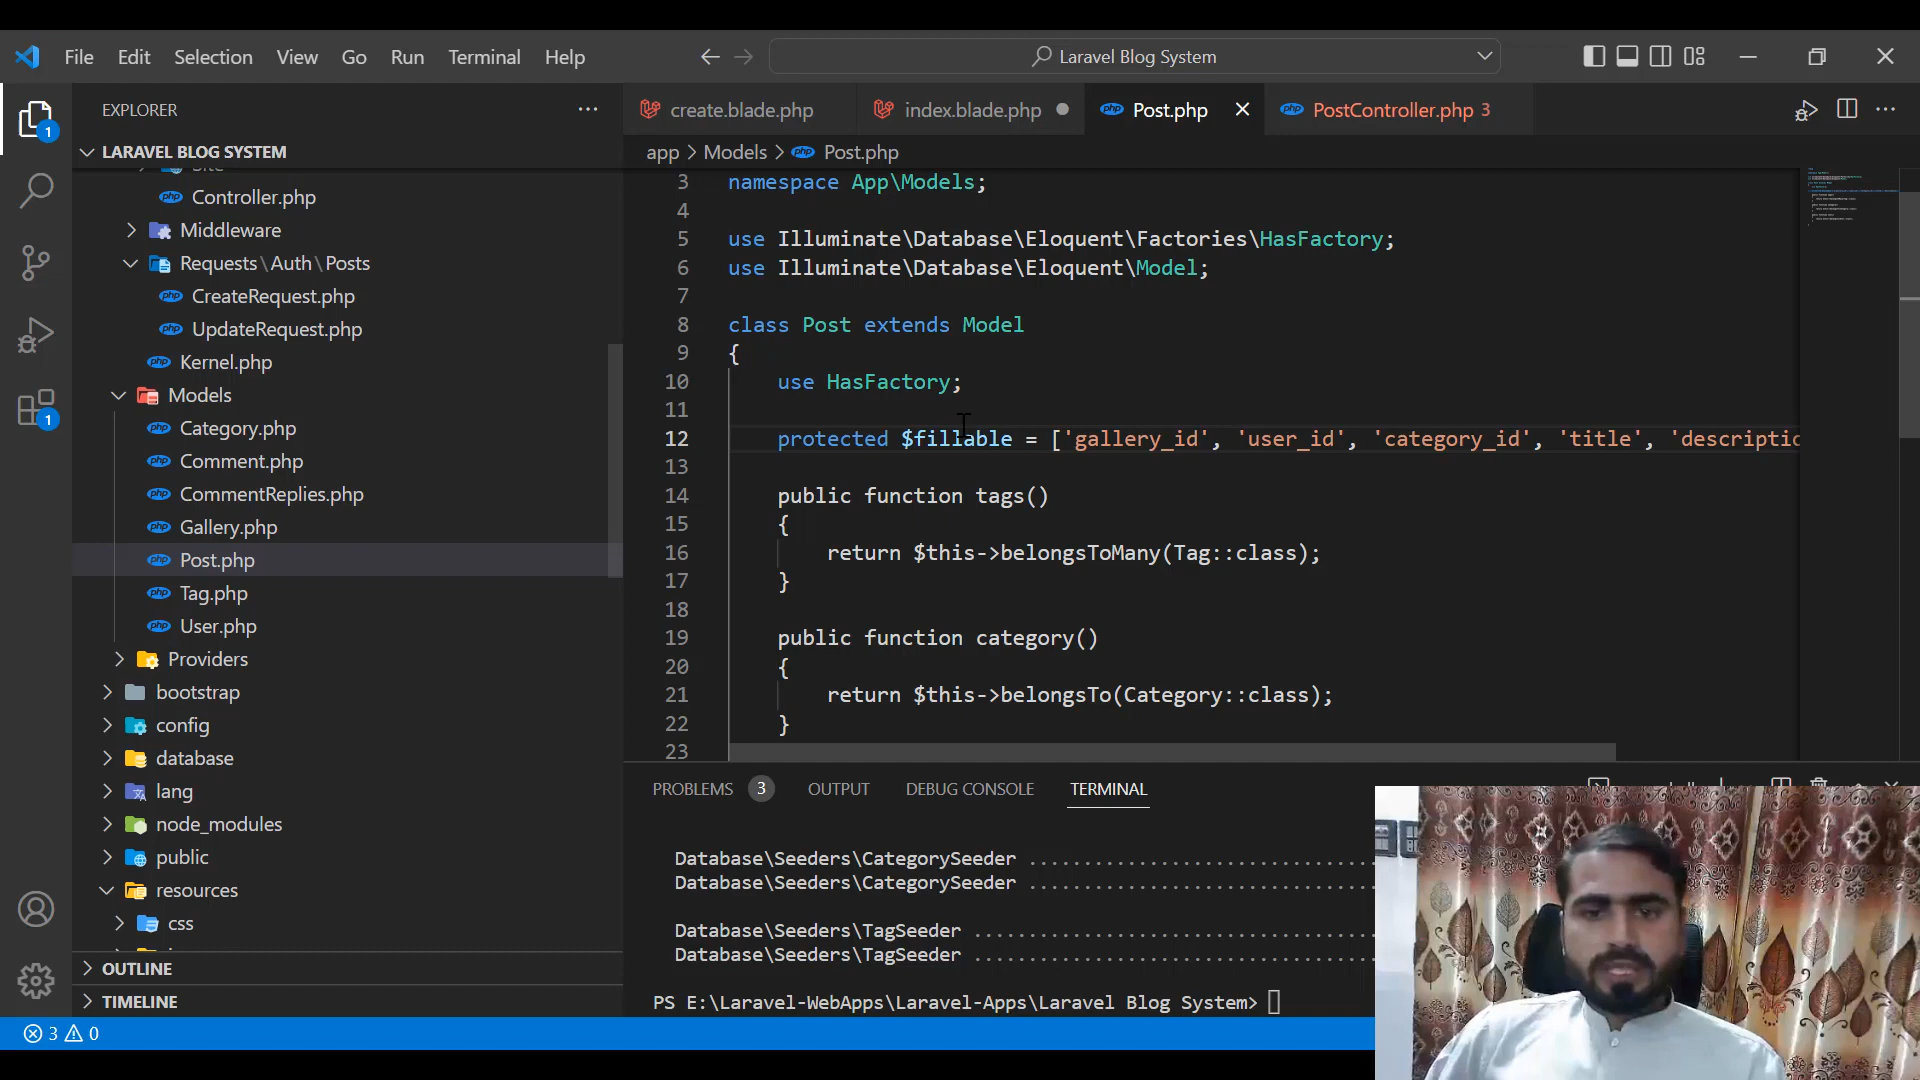 File Edit Selection View Go Run Terminal Help
Laravel Blog System
EXPLORER
LARAVEL BLOG SYSTEM
Site
Controller.php
Middleware
Requests\Auth\Posts
CreateRequest.php
UpdateRequest.php
Kernel.php
Models
Category.php
Comment.php
CommentReplies.php
Gallery.php
Post.php
Tag.php
User.php
Providers
bootstrap
config
database
lang
node_modules
public
resources
css
OUTLINE
TIMELINE
1
1
create.blade.php index.blade.php Post.php PostController.php 3
app > Models > Post.php
3 namespace App\Models;
4
5 use Illuminate\Database\Eloquent\Factories\HasFactory;
6 use Illuminate\Database\Eloquent\Model;
7
8 class Post extends Model
9 {
10 use HasFactory;
11
12 protected $fillable = ['gallery_id', 'user_id', 'category_id', 'title', 'descriptio
13
14 public function tags()
15 {
16 return $this->belongsToMany(Tag::class);
17 }
18
19 public function category()
20 {
21 return $this->belongsTo(Category::class);
22 }
23
PROBLEMS 3 OUTPUT DEBUG CONSOLE TERMINAL
Database\Seeders\CategorySeeder ............................
Database\Seeders\CategorySeeder ............................
Database\Seeders\TagSeeder .................................
Database\Seeders\TagSeeder .................................
PS E:\Laravel-WebApps\Laravel-Apps\Laravel Blog System>
3 0